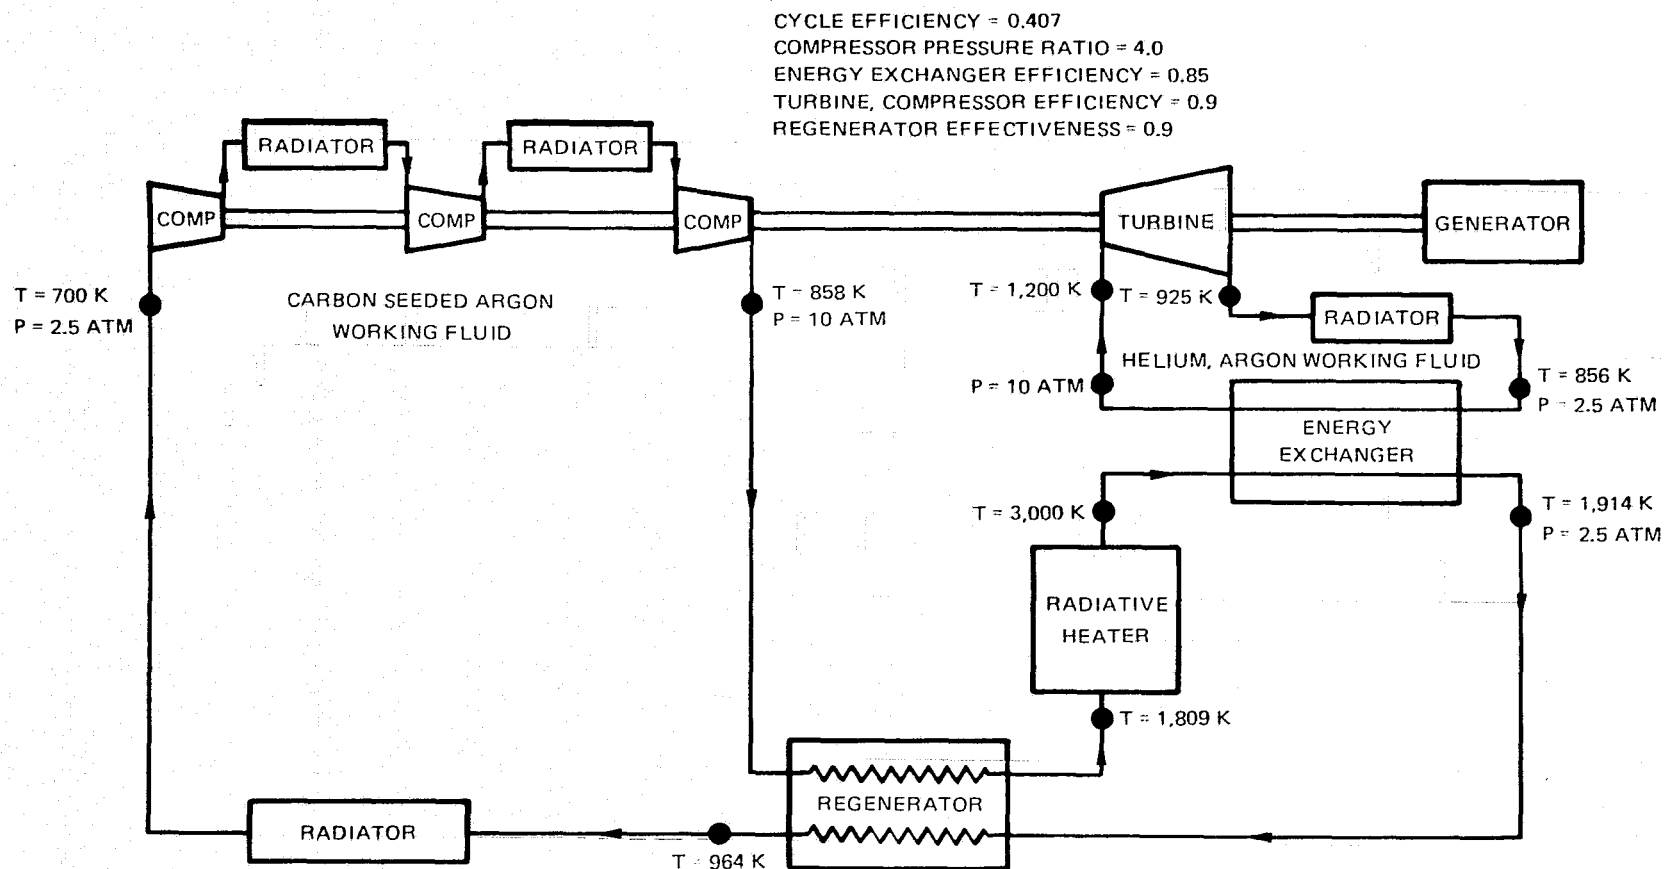 CYCLE EFFICIENCY = 0.407
COMPRESSOR PRESSURE RATIO = 4.0
ENERGY EXCHANGER EFFICIENCY = 0.85
TURBINE, COMPRESSOR EFFICIENCY = 0.9
REGENERATOR EFFECTIVENESS = 0.9
RADIATOR
RADIATOR
COMP
COMP
COMP
TURBINE
GENERATOR
T = 700 K
P = 2.5 ATM
CARBON SEEDED ARGON
WORKING FLUID
T = 858 K
P = 10 ATM
T = 1,200 K
T = 925 K
RADIATOR
HELIUM, ARGON WORKING FLUID
P = 10 ATM
T = 856 K
P = 2.5 ATM
ENERGY
EXCHANGER
T = 3,000 K
T = 1,914 K
P = 2.5 ATM
RADIATIVE
HEATER
T = 1,809 K
REGENERATOR
RADIATOR
T = 964 K